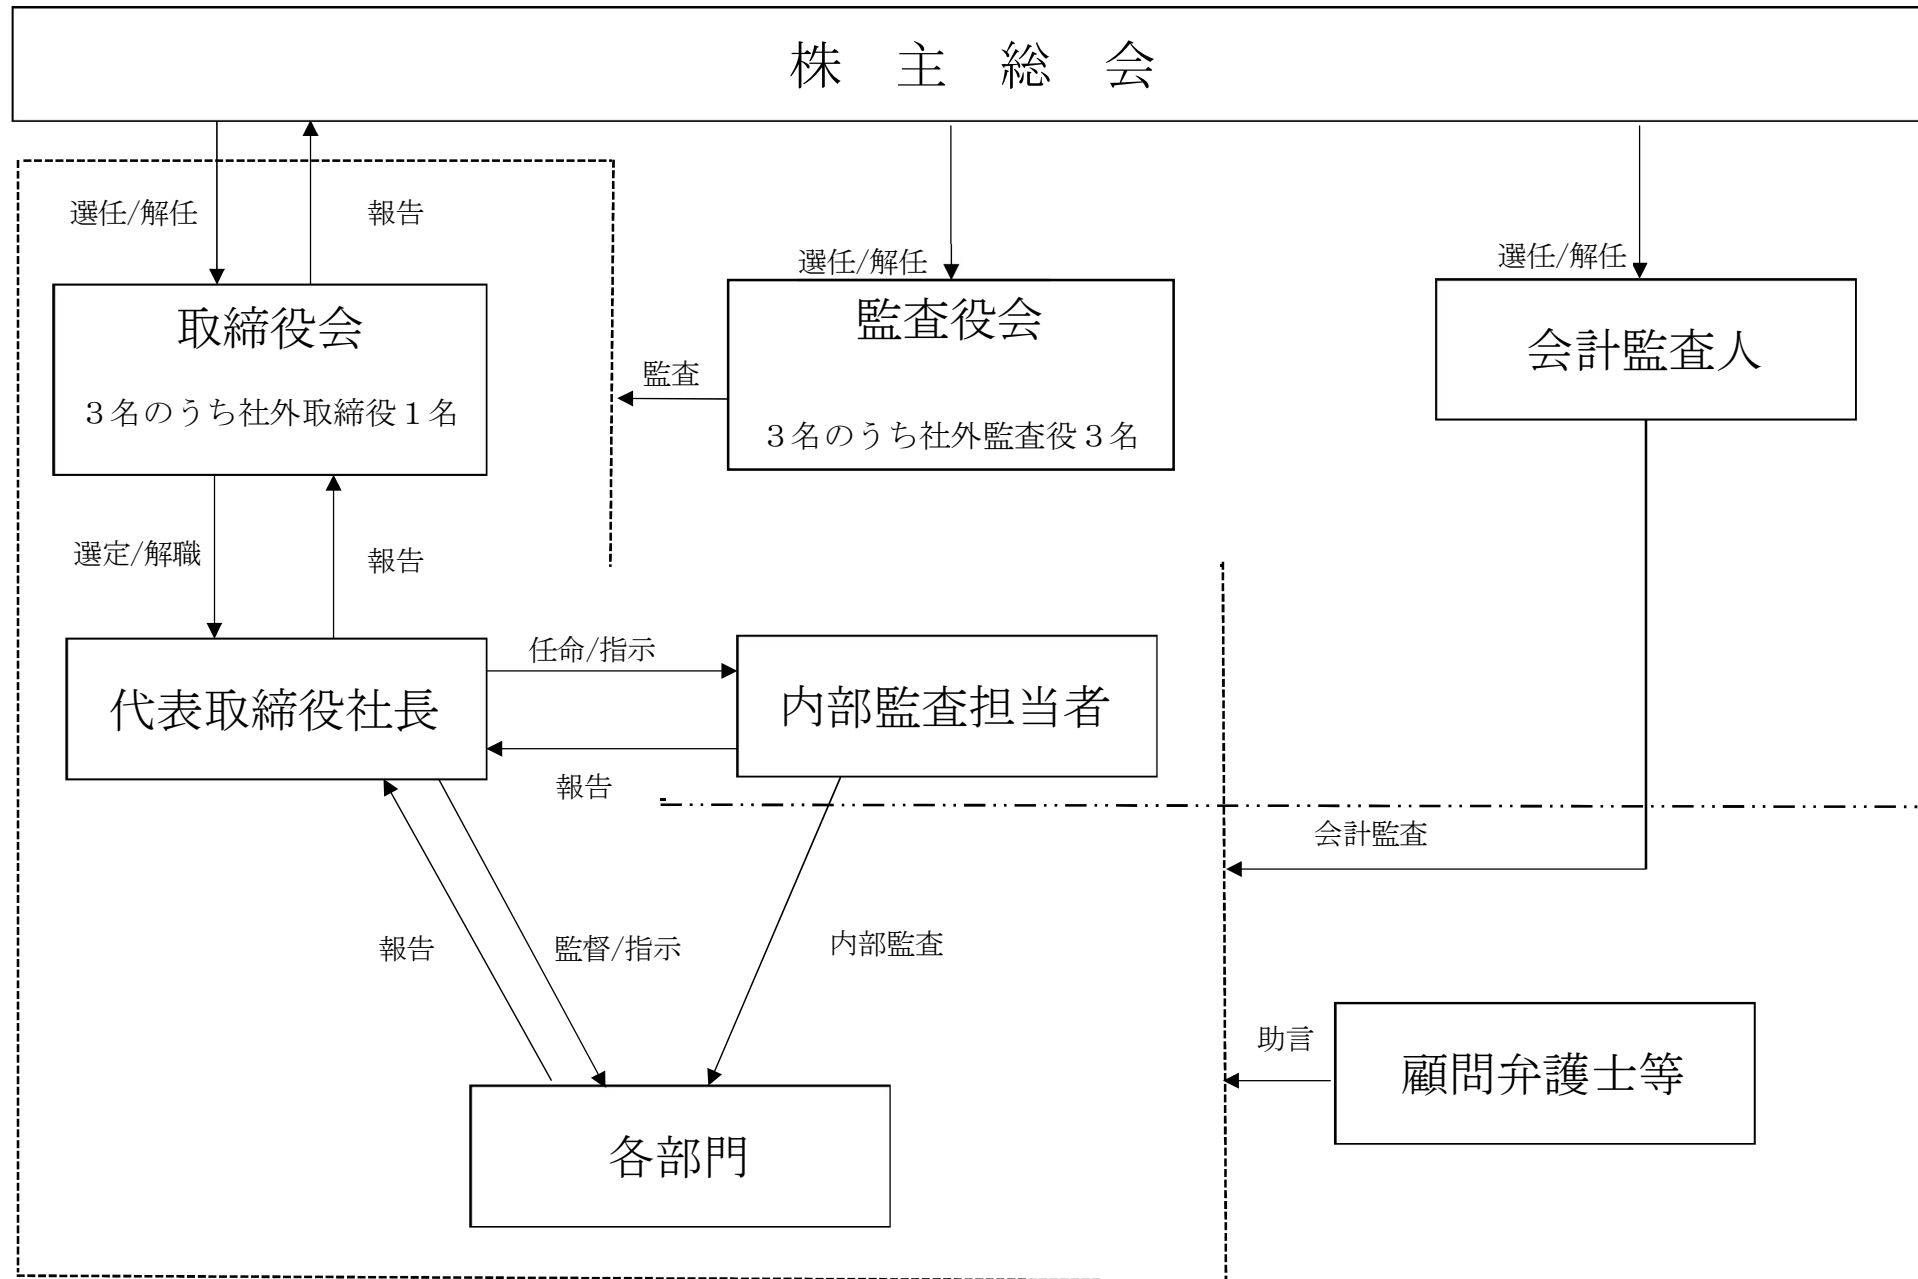 株　主　総　会
選任/解任
報告
選任/解任
選任/解任
取締役会
３名のうち社外取締役１名
監査役会
３名のうち社外監査役３名
会計監査人
監査
選定/解職
報告
代表取締役社長
任命/指示
内部監査担当者
報告
会計監査
報告
監督/指示
内部監査
助言
顧問弁護士等
各部門